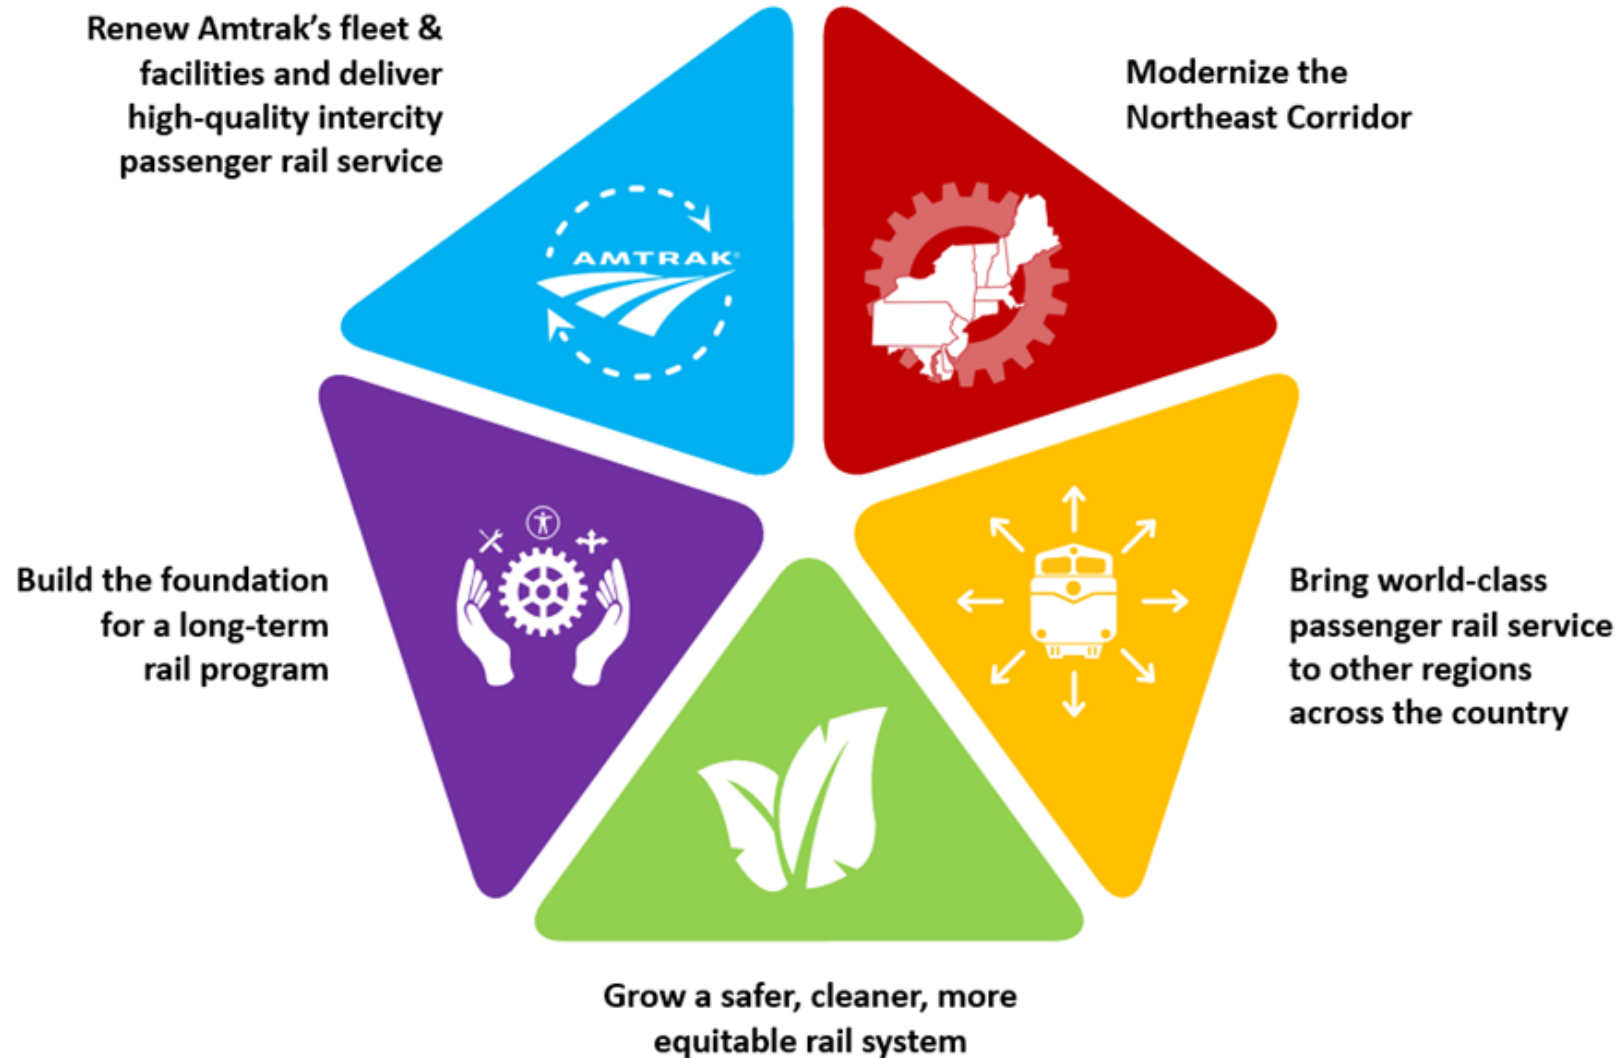 Renew Amtrak’s fleet &
facilities and deliver
high-quality intercity
passenger rail service
Modernize the
Northeast Corridor
AMTRAK®
Build the foundation
for a long-term
rail program
Bring world-class
passenger rail service
to other regions
across the country
Grow a safer, cleaner, more
equitable rail system